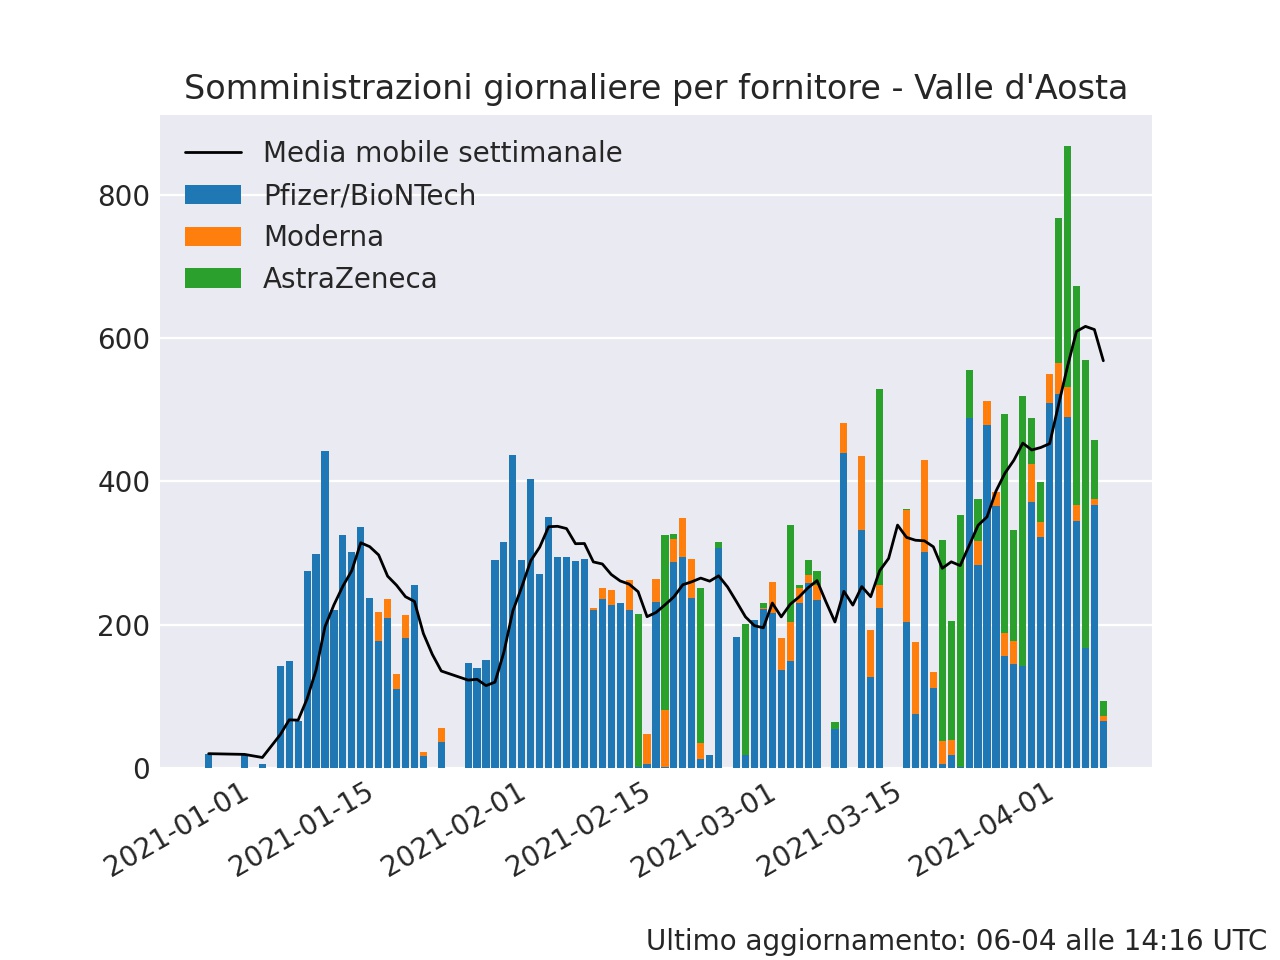 Somministrazioni giornaliere per fornitore - Valle d'Aosta
Media mobile settimanale
Pfizer/BioNTech
Moderna
AstraZeneca
800
600
400
200
0
2021-01-01
2021-01-15
2021-02-01
2021-02-15
2021-03-01
2021-03-15
2021-04-01
Ultimo aggiornamento: 06-04 alle 14:16 UTC